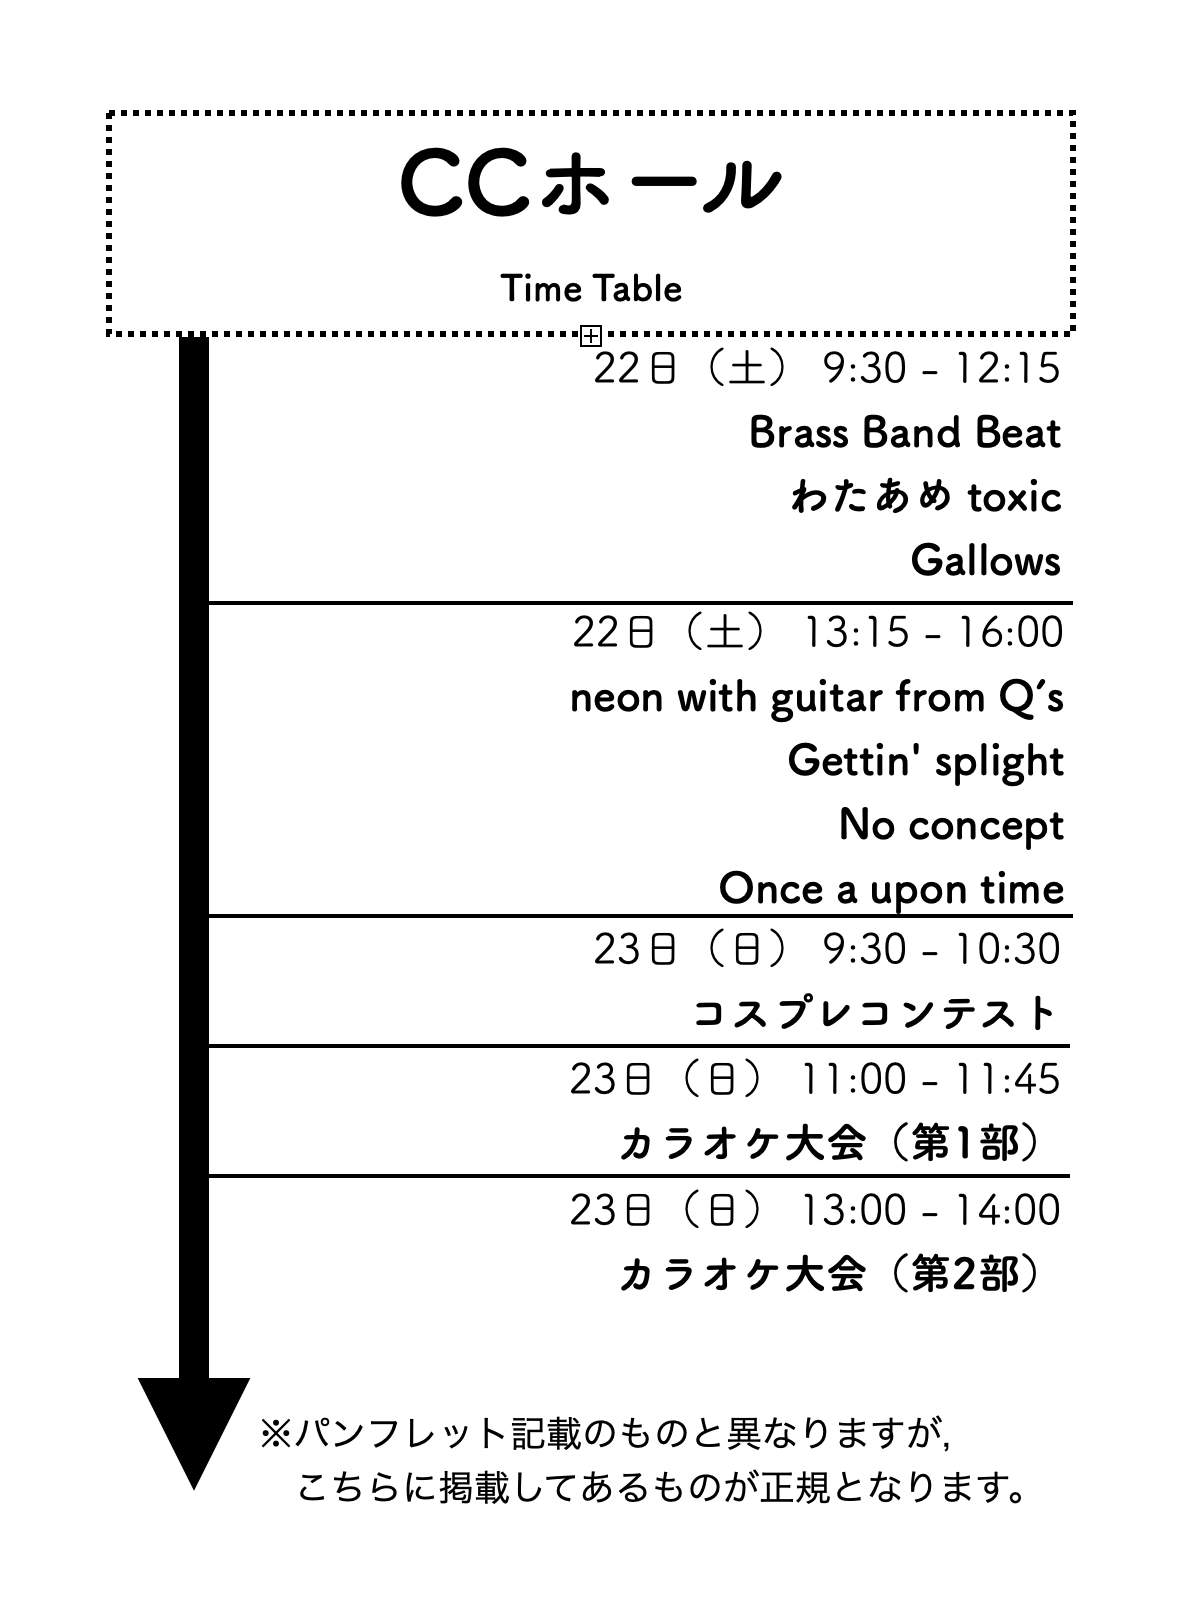 CCホール
Time Table
22日（土） 9:30 – 12:15
Brass Band Beat
わたあめ toxic
Gallows
22日（土） 13:15 – 16:00
neon with guitar from Q´s
Gettin' splight
No concept
Once a upon time
23日（日） 9:30 – 10:30
コスプレコンテスト
23日（日） 11:00 – 11:45
カラオケ大会（第1部）
23日（日） 13:00 – 14:00
カラオケ大会（第2部）
※パンフレット記載のものと異なりますが,
こちらに掲載してあるものが正規となります。